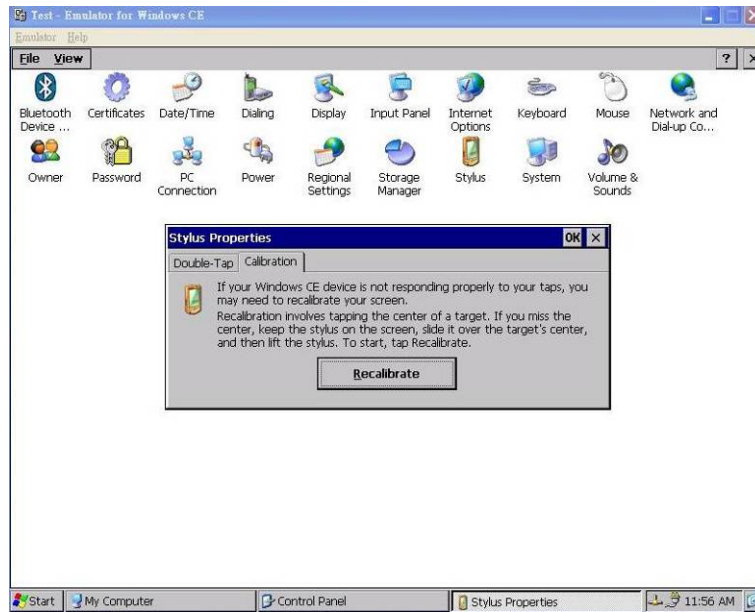 Test - Emulator for Windows CE
Emulator Help
File View ? ×
Bluetooth Device ...
Certificates
Date/Time
Dialing
Display
Input Panel
Internet Options
Keyboard
Mouse
Network and Dial-up Co...
Owner
Password
PC Connection
Power
Regional Settings
Storage Manager
Stylus
System
Volume & Sounds
Stylus Properties OK ×
Double-Tap Calibration
If your Windows CE device is not responding properly to your taps, you
may need to recalibrate your screen.
Recalibration involves tapping the center of a target. If you miss the
center, keep the stylus on the screen, slide it over the target's center,
and then lift the stylus. To start, tap Recalibrate.
Recalibrate
Start My Computer Control Panel Stylus Properties 11:56 AM